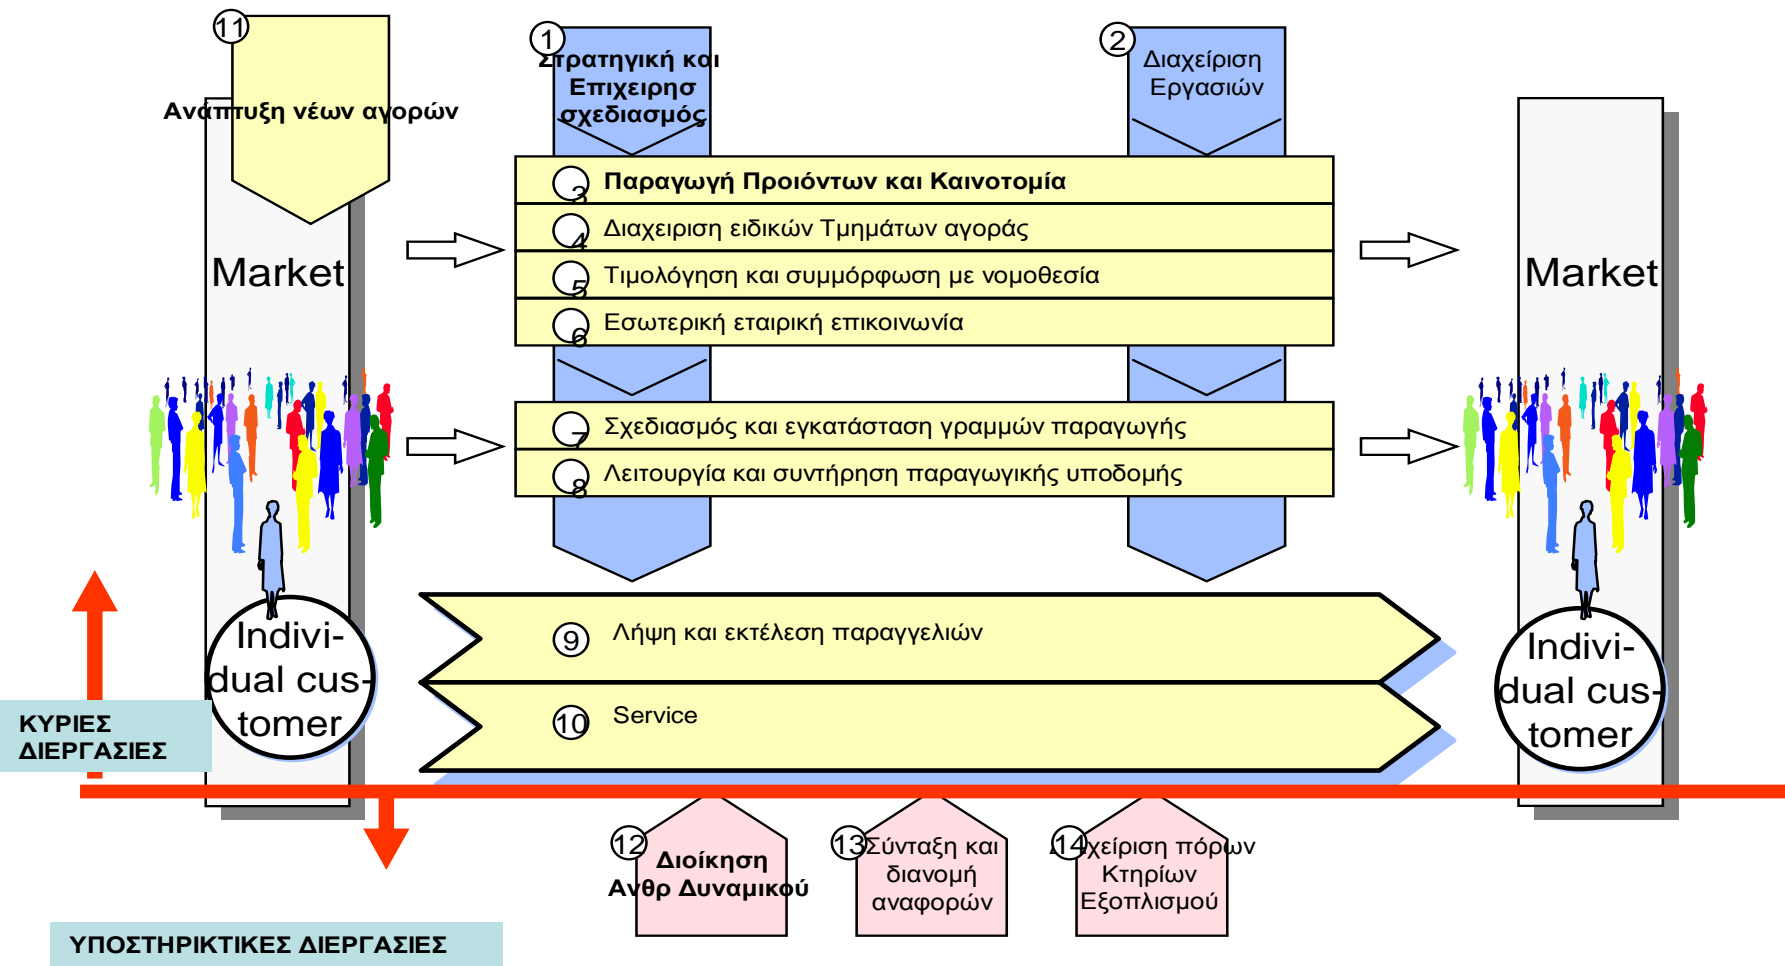 11
Ανάπτυξη νέων αγορών
1
Στρατηγική και
Επιχειρησ
σχεδιασμός
2
Διαχείριση
Εργασιών
Market
3 Παραγωγή Προιόντων και Καινοτομία
4 Διαχειριση ειδικών Τμημάτων αγοράς
5 Τιμολόγηση και συμμόρφωση με νομοθεσία
6 Εσωτερική εταιρική επικοινωνία
Market
7 Σχεδιασμός και εγκατάσταση γραμμών παραγωγής
8 Λειτουργία και συντήρηση παραγωγικής υποδομής
Indivi-
dual cus-
tomer
9 Λήψη και εκτέλεση παραγγελιών
10 Service
Indivi-
dual cus-
tomer
ΚΥΡΙΕΣ
ΔΙΕΡΓΑΣΙΕΣ
12
Διοίκηση
Ανθρ Δυναμικού
13
Σύνταξη και
διανομή
αναφορών
14
Διαχείριση πόρων
Κτηρίων
Εξοπλισμού
ΥΠΟΣΤΗΡΙΚΤΙΚΕΣ ΔΙΕΡΓΑΣΙΕΣ